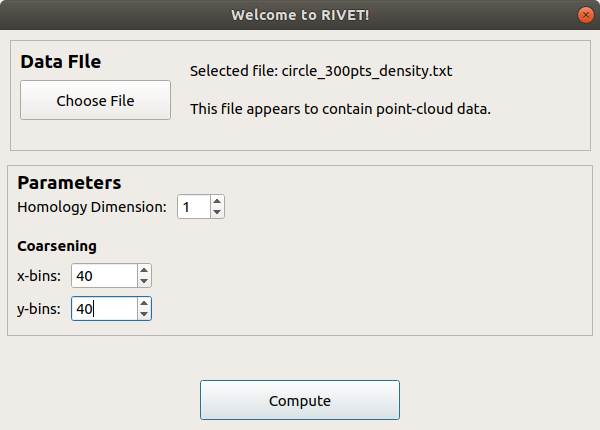 Welcome to RIVET!
Data FIle
Selected file: circle_300pts_density.txt
Choose File
This file appears to contain point-cloud data.
Parameters
Homology Dimension: 1
Coarsening
x-bins: 40
y-bins: 40
Compute